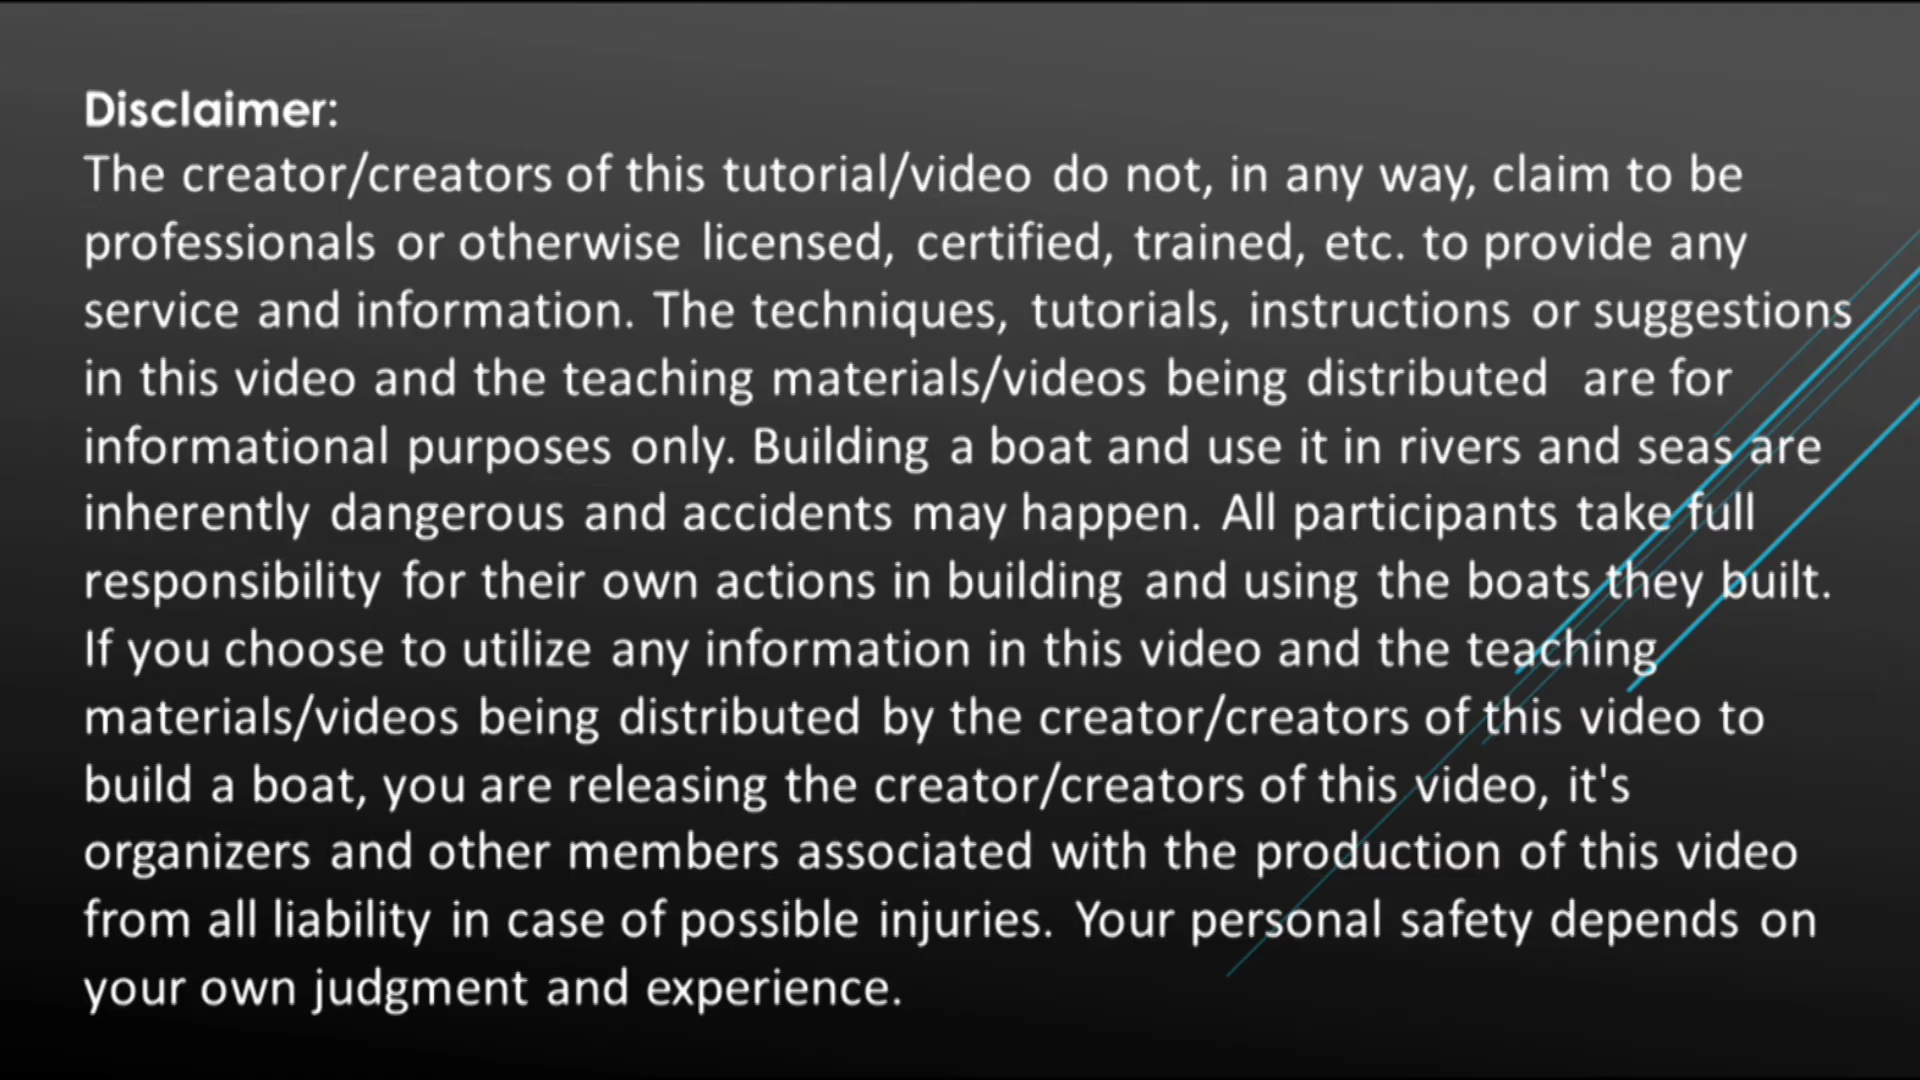 Disclaimer:
The creator/creators of this tutorial/video do not, in any way, claim to be
professionals or otherwise licensed, certified, trained, etc. to provide any
service and information. The techniques, tutorials, instructions or suggestions
in this video and the teaching materials/videos being distributed are for
informational purposes only. Building a boat and use it in rivers and seas are
inherently dangerous and accidents may happen. All participants take full
responsibility for their own actions in building and using the boats they built.
If you choose to utilize any information in this video and the teaching
materials/videos being distributed by the creator/creators of this video to
build a boat, you are releasing the creator/creators of this video, it's
organizers and other members associated with the production of this video
from all liability in case of possible injuries. Your personal safety depends on
your own judgment and experience.